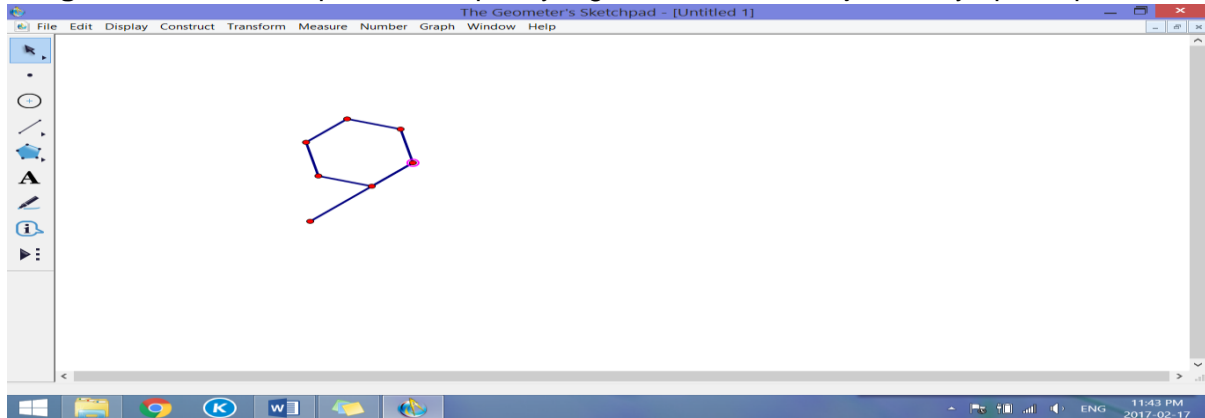 The Geometer's Sketchpad - [Untitled 1]
File Edit Display Construct Transform Measure Number Graph Window Help
A
K
W
ENG
11:43 PM
2017-02-17